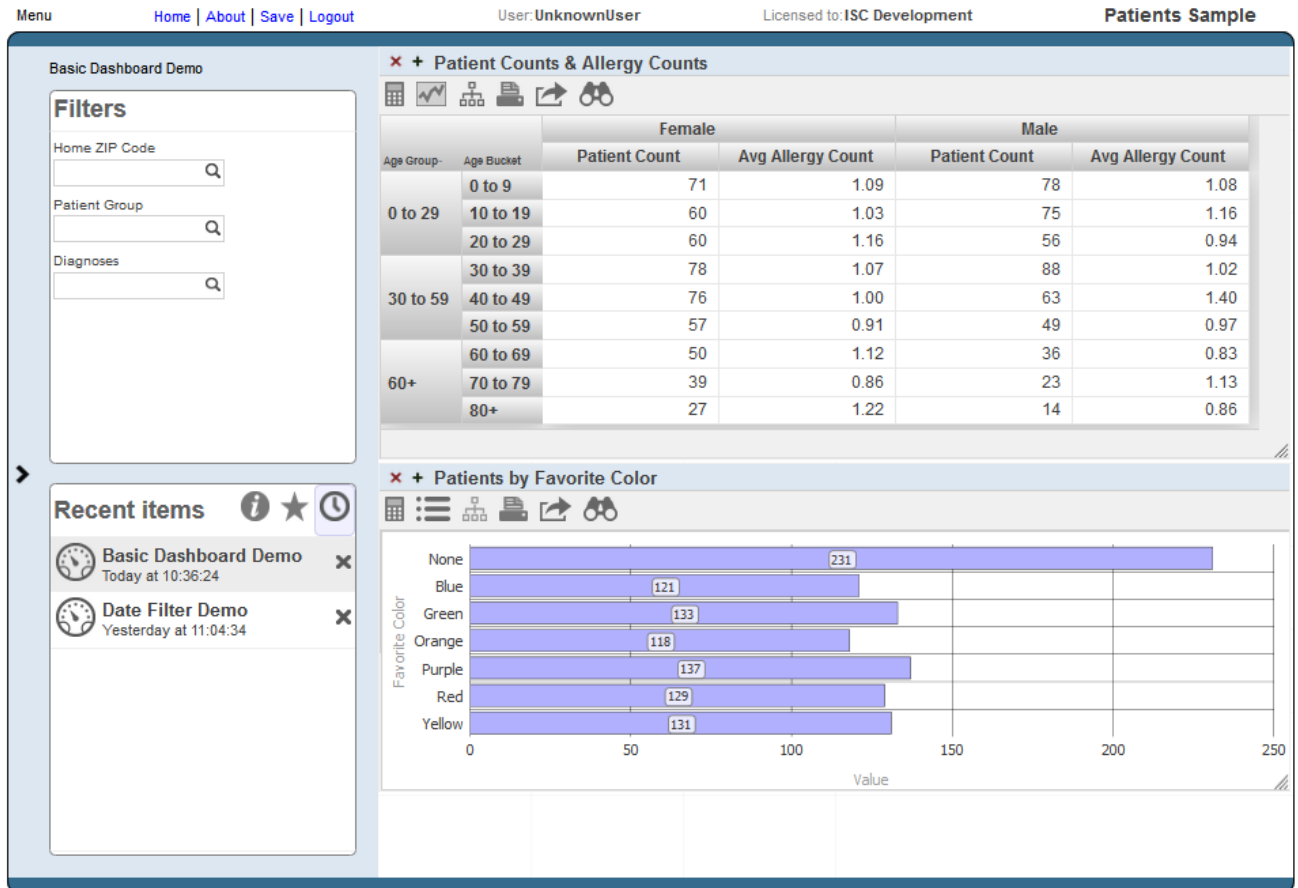 Menu Home | About | Save | Logout User:UnknownUser Licensed to:ISC Development Patients Sample
Basic Dashboard Demo
Filters
Home ZIP Code
Patient Group
Diagnoses
Recent items
Basic Dashboard Demo
Today at 10:36:24
Date Filter Demo
Yesterday at 11:04:34
Patient Counts & Allergy Counts
Female Male
Age Group- Age Bucket Patient Count Avg Allergy Count Patient Count Avg Allergy Count
0 to 29 0 to 9 71 1.09 78 1.08
10 to 19 60 1.03 75 1.16
20 to 29 60 1.16 56 0.94
30 to 59 30 to 39 78 1.07 88 1.02
40 to 49 76 1.00 63 1.40
50 to 59 57 0.91 49 0.97
60+ 60 to 69 50 1.12 36 0.83
70 to 79 39 0.86 23 1.13
80+ 27 1.22 14 0.86
Patients by Favorite Color
Favorite Color
None 231
Blue 121
Green 133
Orange 118
Purple 137
Red 129
Yellow 131
0 50 100 150 200 250
Value